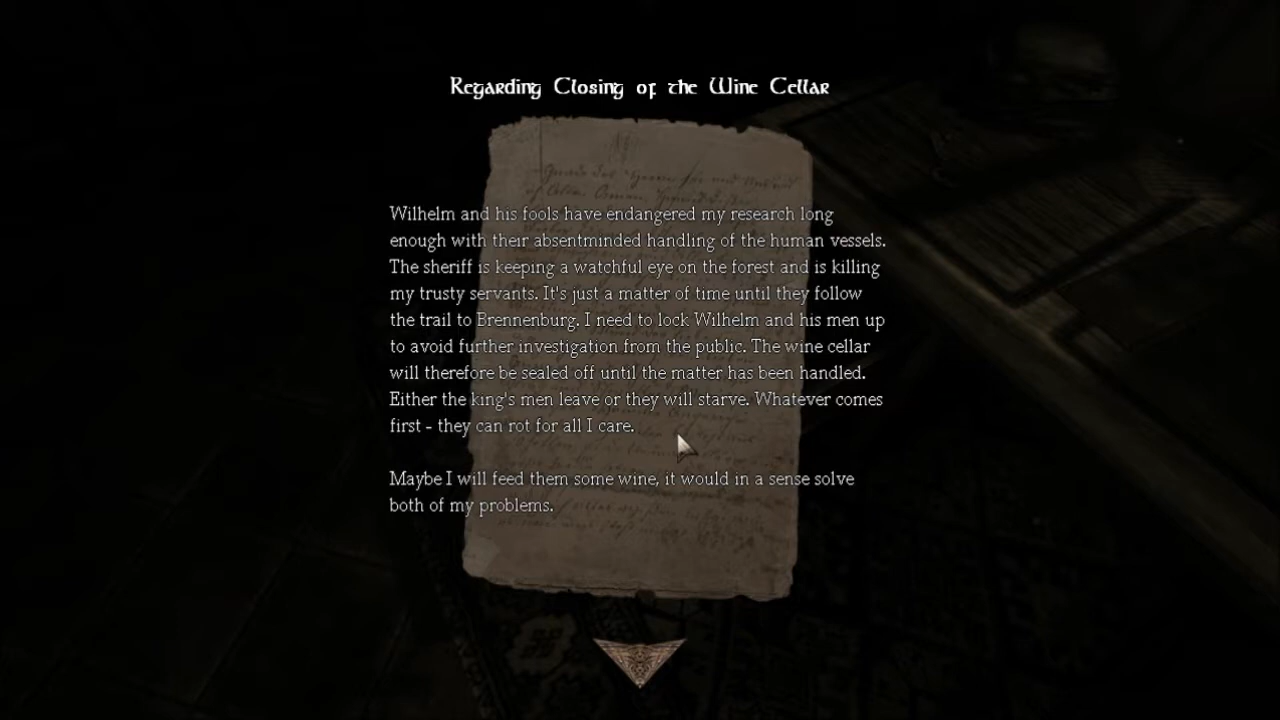 Regarding Closing of the Wine Cellar
Wilhelm and his fools have endangered my research long
enough with their absentminded handling of the human vessels.
The sheriff is keeping a watchful eye on the forest and is killing
my trusty servants. It's just a matter of time until they follow
the trail to Brennenburg. I need to lock Wilhelm and his men up
to avoid further investigation from the public. The wine cellar
will therefore be sealed off until the matter has been handled.
Either the king's men leave or they will starve. Whatever comes
first - they can rot for all I care.
Maybe I will feed them some wine, it would in a sense solve
both of my problems.